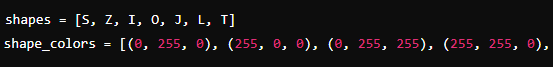 shapes = [S, Z, I, O, J, L, T]
shape_colors = [(0, 255, 0), (255, 0, 0), (0, 255, 255), (255, 255, 0),